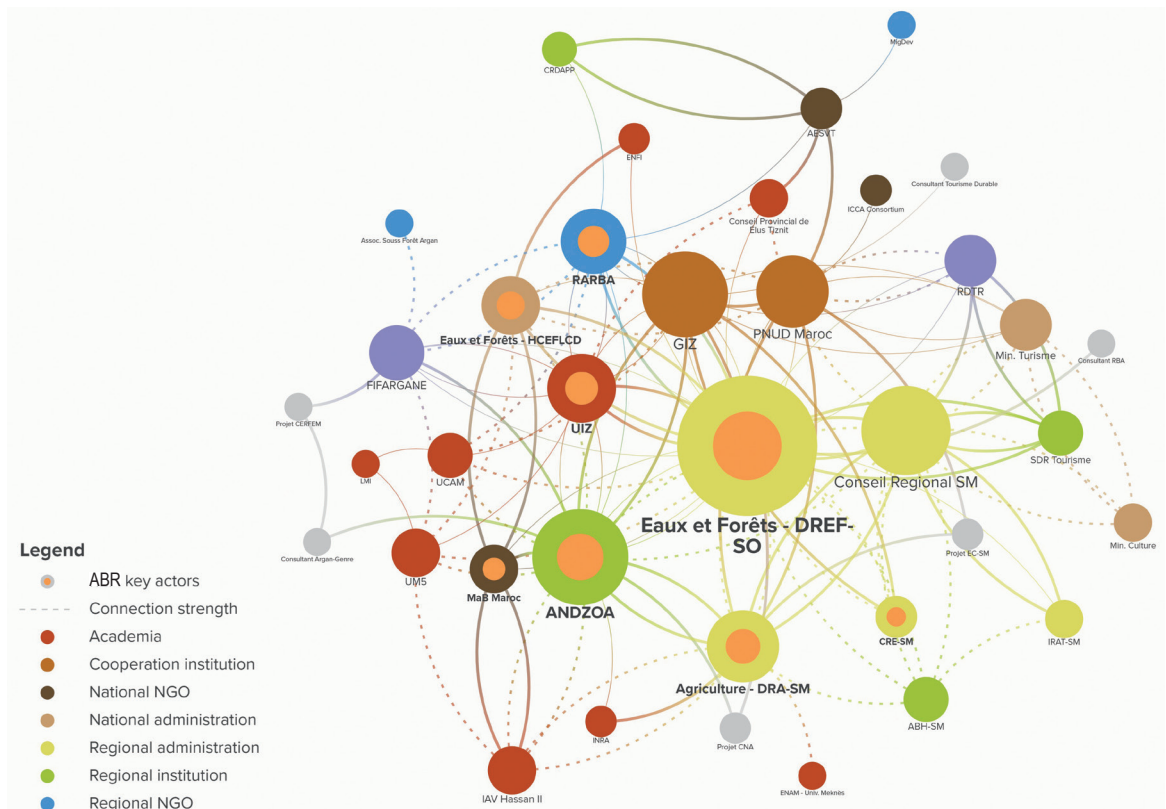 MigDev
CRDAPP
AESVT
ENFI
Consultant Tourisme Durable
ICCA Consortium
Conseil Provincial de
Élus Tiznit
Assoc. Souss Forêt Argan
RARBA
RDTR
Eaux et Forêts - HCEFLCD
GIZ
PNUD Maroc
Min. Turisme
Consultant RBA
FIFARGANE
Projet CERFEM
UIZ
SDR Tourisme
LMI
UCAM
Conseil Regional SM
Eaux et Forêts - DREF-
SO
Min. Culture
Projet EC-SM
Consultant Argan-Genre
UM5
MaB Maroc
ANDZOA
CRE-SM
IRAT-SM
Agriculture - DRA-SM
ABH-SM
INRA
Projet CNA
IAV Hassan II
ENAM - Univ. Meknès
Legend
ABR key actors
Connection strength
Academia
Cooperation institution
National NGO
National administration
Regional administration
Regional institution
Regional NGO